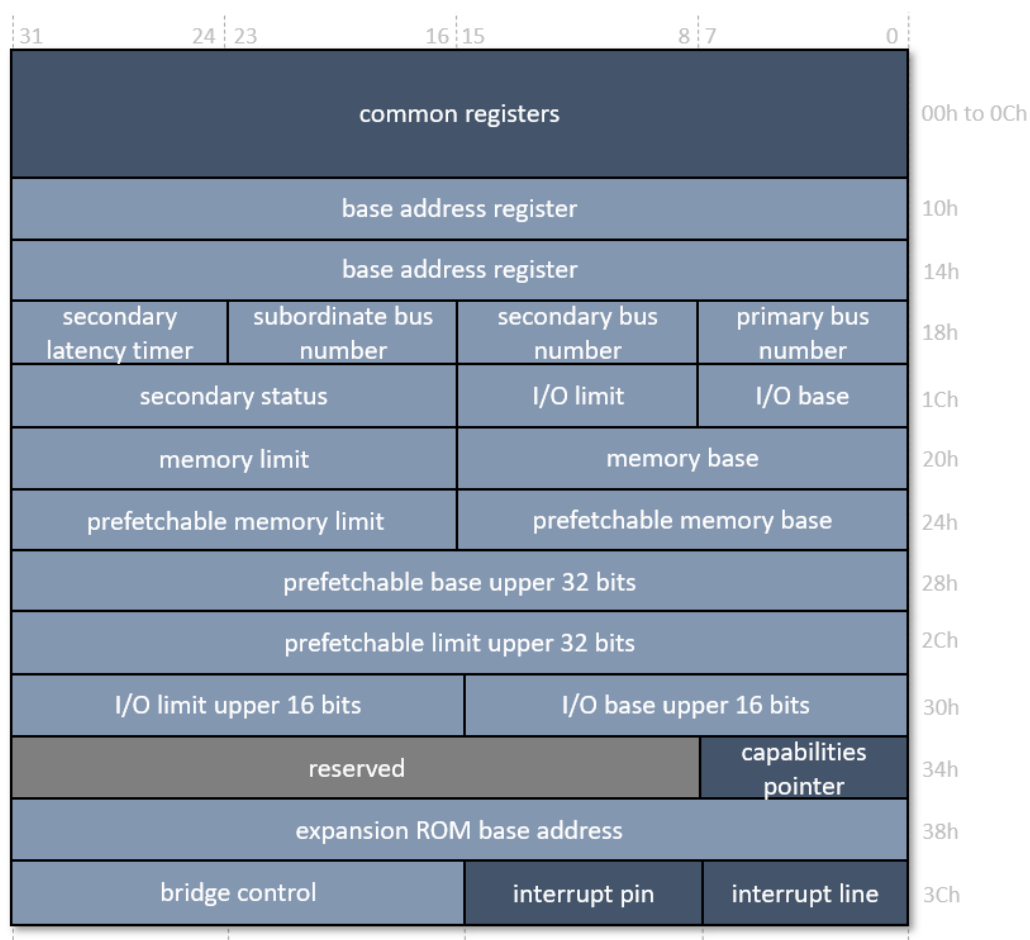 31 24 23 16 15 8 7 0
common registers 00h to 0Ch
base address register 10h
base address register 14h
secondary latency timer subordinate bus number secondary bus number primary bus number 18h
secondary status I/O limit I/O base 1Ch
memory limit memory base 20h
prefetchable memory limit prefetchable memory base 24h
prefetchable base upper 32 bits 28h
prefetchable limit upper 32 bits 2Ch
I/O limit upper 16 bits I/O base upper 16 bits 30h
reserved capabilities pointer 34h
expansion ROM base address 38h
bridge control interrupt pin interrupt line 3Ch